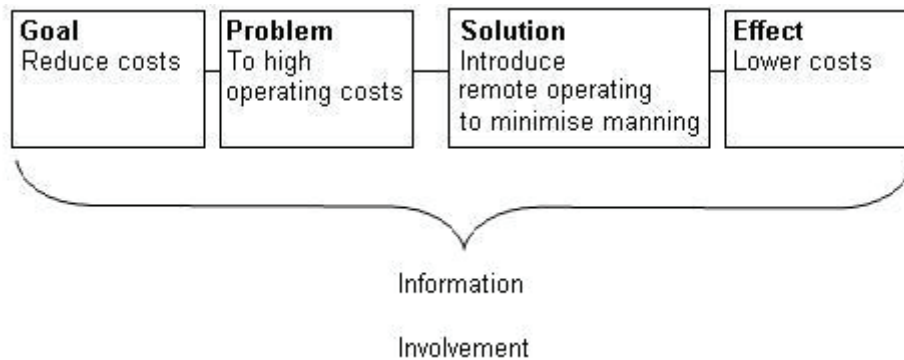 Goal
Reduce costs
Problem
To high
operating costs
Solution
Introduce
remote operating
to minimise manning
Effect
Lower costs
Information
Involvement